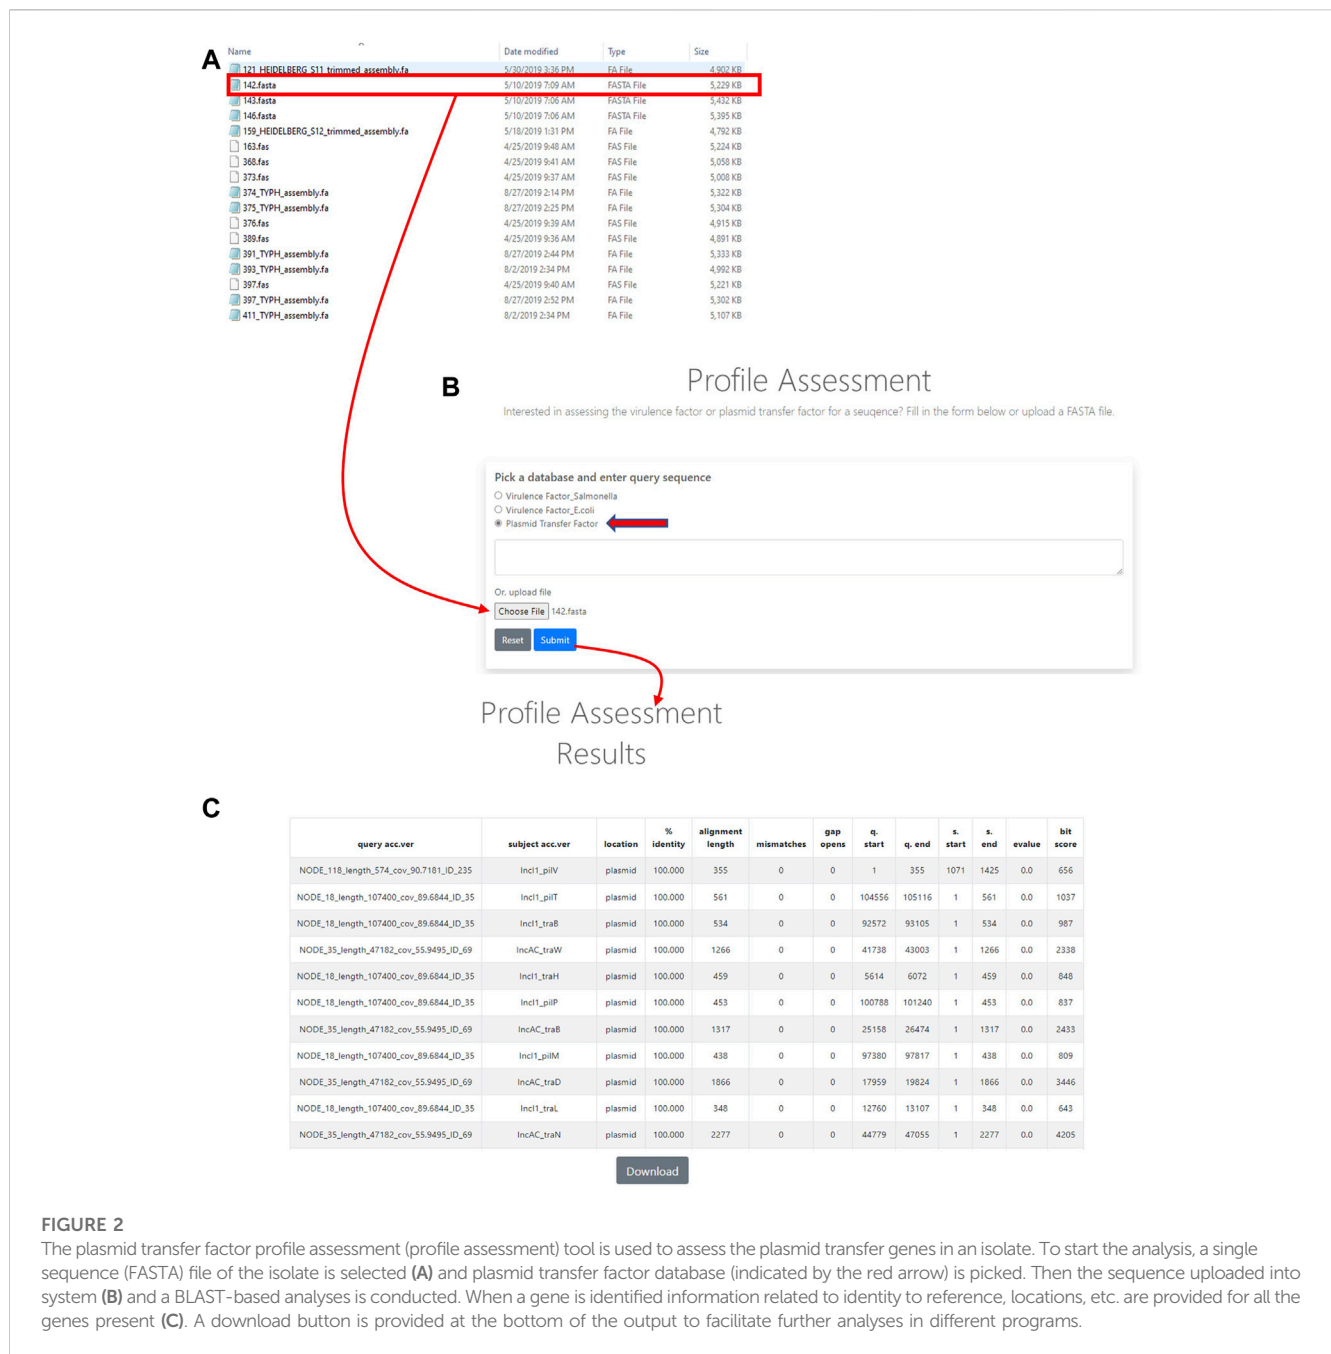 A
Name Date modified Type Size
121_HEIDELBERG_S11_trimmed_assembly.fa 5/30/2019 3:36 PM FA File 4,902 KB
142.fasta 5/10/2019 7:09 AM FASTA File 5,229 KB
143.fasta 5/10/2019 7:06 AM FASTA File 5,432 KB
146.fasta 5/10/2019 7:06 AM FASTA File 5,395 KB
159_HEIDELBERG_S12_trimmed_assembly.fa 5/18/2019 1:31 PM FA File 4,792 KB
163.fas 4/25/2019 9:48 AM FAS File 5,224 KB
368.fas 4/25/2019 9:41 AM FAS File 5,058 KB
373.fas 4/25/2019 9:37 AM FAS File 5,008 KB
374_TYPH_assembly.fa 8/27/2019 2:14 PM FA File 5,322 KB
375_TYPH_assembly.fa 8/27/2019 2:25 PM FA File 5,304 KB
376.fas 4/25/2019 9:39 AM FAS File 4,915 KB
389.fas 4/25/2019 9:36 AM FAS File 4,891 KB
391_TYPH_assembly.fa 8/27/2019 2:44 PM FA File 5,333 KB
393_TYPH_assembly.fa 8/2/2019 2:34 PM FA File 4,992 KB
397.fas 4/25/2019 9:40 AM FAS File 5,221 KB
397_TYPH_assembly.fa 8/27/2019 2:52 PM FA File 5,302 KB
411_TYPH_assembly.fa 8/2/2019 2:34 PM FA File 5,107 KB
B
Profile Assessment
Interested in assessing the virulence factor or plasmid transfer factor for a seuqence? Fill in the form below or upload a FASTA file.
Pick a database and enter query sequence
Virulence Factor_Salmonella
Virulence Factor_E.coli
Plasmid Transfer Factor
Or, upload file
Choose File 142.fasta
Reset Submit
Profile Assessment
Results
C
query acc.ver subject acc.ver location % identity alignment length mismatches gap opens q. start q. end s. start s. end evalue bit score
NODE_118_length_574_cov_90.7181_ID_235 IncI1_pilV plasmid 100.000 355 0 0 1 355 1071 1425 0.0 656
NODE_18_length_107400_cov_89.6844_ID_35 IncI1_pilT plasmid 100.000 561 0 0 104556 105116 1 561 0.0 1037
NODE_18_length_107400_cov_89.6844_ID_35 IncI1_traB plasmid 100.000 534 0 0 92572 93105 1 534 0.0 987
NODE_35_length_47182_cov_55.9495_ID_69 IncAC_traW plasmid 100.000 1266 0 0 41738 43003 1 1266 0.0 2338
NODE_18_length_107400_cov_89.6844_ID_35 IncI1_traH plasmid 100.000 459 0 0 5614 6072 1 459 0.0 848
NODE_18_length_107400_cov_89.6844_ID_35 IncI1_pilP plasmid 100.000 453 0 0 100788 101240 1 453 0.0 837
NODE_35_length_47182_cov_55.9495_ID_69 IncAC_traB plasmid 100.000 1317 0 0 25158 26474 1 1317 0.0 2433
NODE_18_length_107400_cov_89.6844_ID_35 IncI1_pilM plasmid 100.000 438 0 0 97380 97817 1 438 0.0 809
NODE_35_length_47182_cov_55.9495_ID_69 IncAC_traD plasmid 100.000 1866 0 0 17959 19824 1 1866 0.0 3446
NODE_18_length_107400_cov_89.6844_ID_35 IncI1_traL plasmid 100.000 348 0 0 12760 13107 1 348 0.0 643
NODE_35_length_47182_cov_55.9495_ID_69 IncAC_traN plasmid 100.000 2277 0 0 44779 47055 1 2277 0.0 4205
Download
FIGURE 2
The plasmid transfer factor profile assessment (profile assessment) tool is used to assess the plasmid transfer genes in an isolate. To start the analysis, a single
sequence (FASTA) file of the isolate is selected (A) and plasmid transfer factor database (indicated by the red arrow) is picked. Then the sequence uploaded into
system (B) and a BLAST-based analyses is conducted. When a gene is identified information related to identity to reference, locations, etc. are provided for all the
genes present (C). A download button is provided at the bottom of the output to facilitate further analyses in different programs.